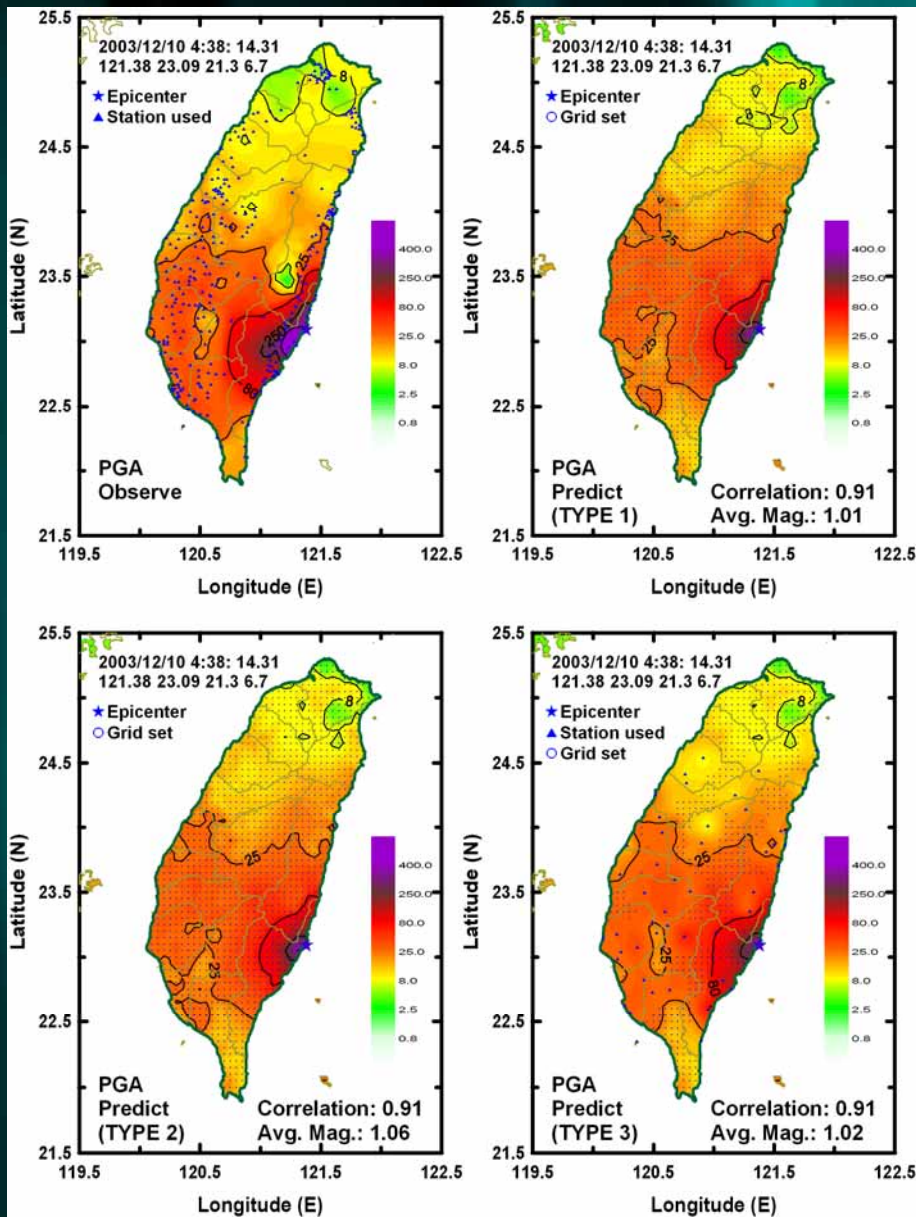 25.5
2003/12/10 4:38: 14.31
121.38 23.09 21.3 6.7
Epicenter
Station used
8
24.5
Latitude (N)
25
400.0
250.0
80.0
25.0
8.0
2.5
0.8
23.5
250
80
22.5
PGA
Observe
21.5
119.5 120.5 121.5 122.5
Longitude (E)
25.5
2003/12/10 4:38: 14.31
121.38 23.09 21.3 6.7
Epicenter
Grid set
8
8
24.5
Latitude (N)
25
400.0
250.0
80.0
25.0
8.0
2.5
0.8
23.5
25
22.5
PGA
Predict
(TYPE 1)
Correlation: 0.91
Avg. Mag.: 1.01
21.5
119.5 120.5 121.5 122.5
Longitude (E)
25.5
2003/12/10 4:38: 14.31
121.38 23.09 21.3 6.7
Epicenter
Grid set
8
24.5
Latitude (N)
25
400.0
250.0
80.0
25.0
8.0
2.5
0.8
23.5
25
22.5
PGA
Predict
(TYPE 2)
Correlation: 0.91
Avg. Mag.: 1.06
21.5
119.5 120.5 121.5 122.5
Longitude (E)
25.5
2003/12/10 4:38: 14.31
121.38 23.09 21.3 6.7
Epicenter
Station used
Grid set
8
24.5
Latitude (N)
25
400.0
250.0
80.0
25.0
8.0
2.5
0.8
23.5
25
80
22.5
PGA
Predict
(TYPE 3)
Correlation: 0.91
Avg. Mag.: 1.02
21.5
119.5 120.5 121.5 122.5
Longitude (E)